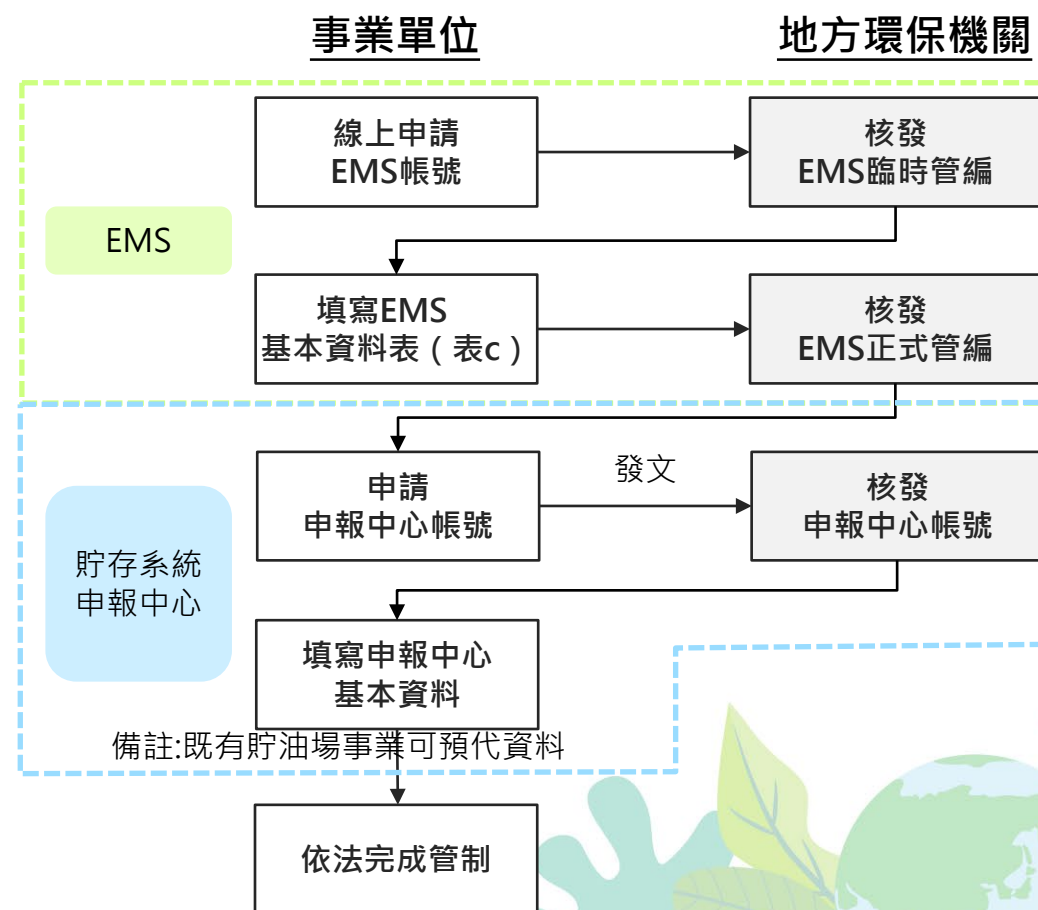 事業單位
地方環保機關
線上申請
EMS帳號
核發
EMS臨時管編
EMS
填寫EMS
基本資料表（表c）
核發
EMS正式管編
申請
申報中心帳號
發文
核發
申報中心帳號
貯存系統
申報中心
填寫申報中心
基本資料
備註:既有貯油場事業可預代資料
依法完成管制